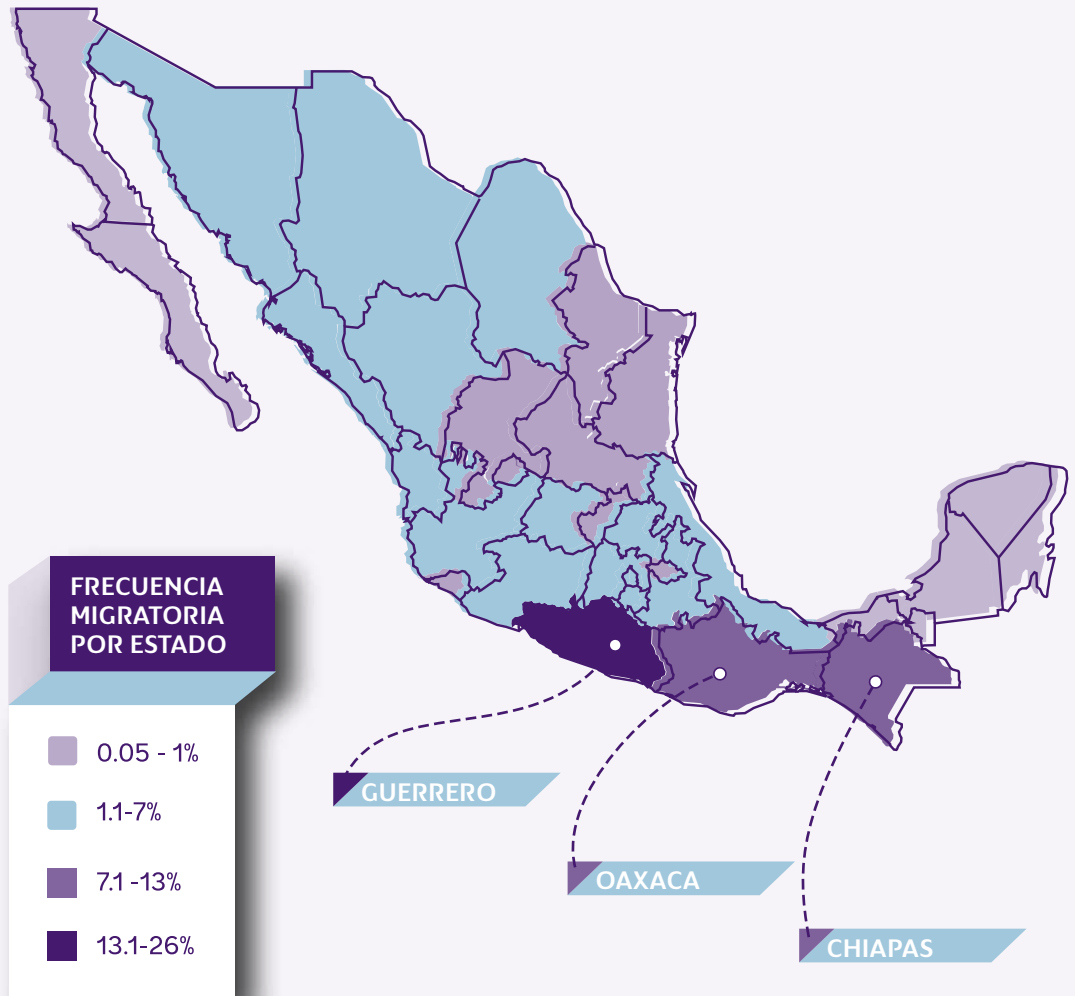 FRECUENCIA
MIGRATORIA
POR ESTADO
0.05 - 1%
1.1-7%
7.1 -13%
13.1-26%
GUERRERO
OAXACA
CHIAPAS